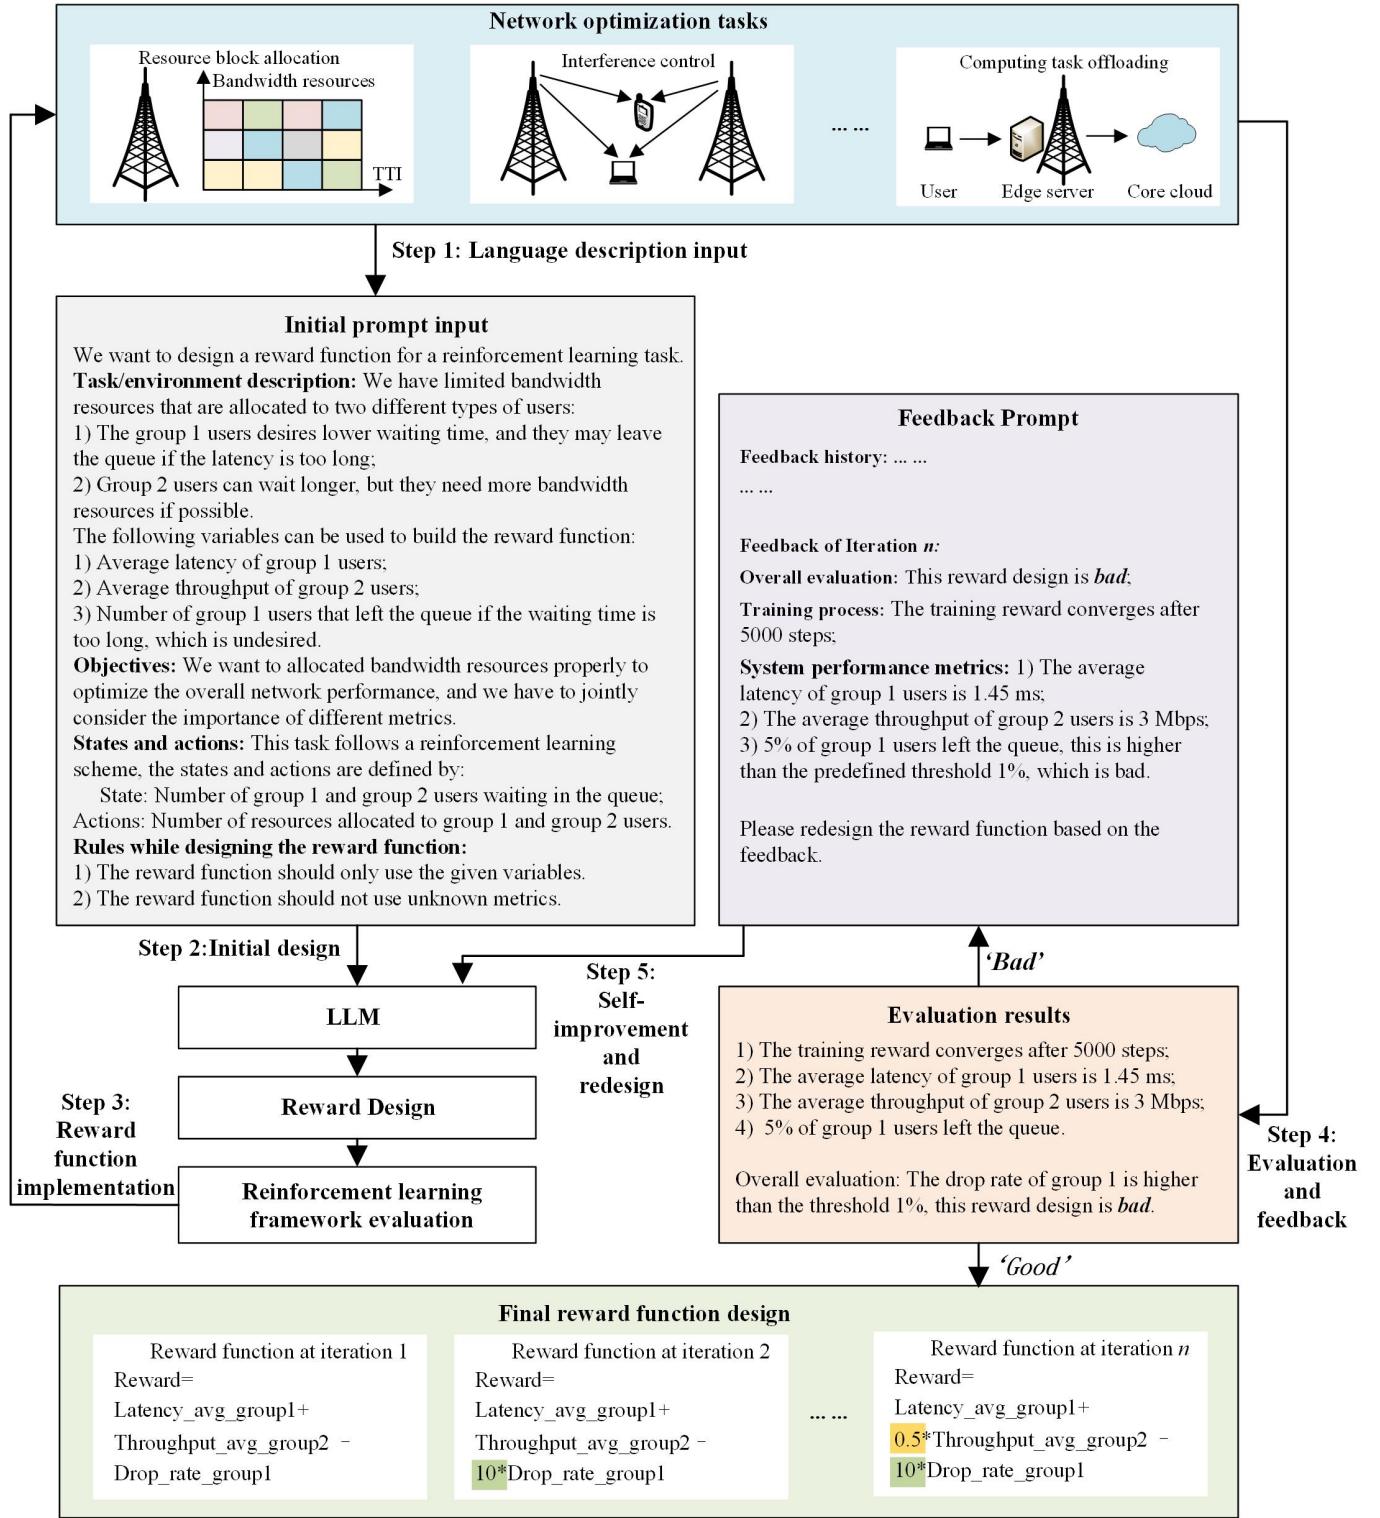 Network optimization tasks
Resource block allocation
Bandwidth resources
TTI
Interference control
... ...
Computing task offloading
User
Edge server
Core cloud
Step 1: Language description input
Initial prompt input
We want to design a reward function for a reinforcement learning task.
Task/environment description: We have limited bandwidth
resources that are allocated to two different types of users:
1) The group 1 users desires lower waiting time, and they may leave
the queue if the latency is too long;
2) Group 2 users can wait longer, but they need more bandwidth
resources if possible.
The following variables can be used to build the reward function:
1) Average latency of group 1 users;
2) Average throughput of group 2 users;
3) Number of group 1 users that left the queue if the waiting time is
too long, which is undesired.
Objectives: We want to allocated bandwidth resources properly to
optimize the overall network performance, and we have to jointly
consider the importance of different metrics.
States and actions: This task follows a reinforcement learning
scheme, the states and actions are defined by:
State: Number of group 1 and group 2 users waiting in the queue;
Actions: Number of resources allocated to group 1 and group 2 users.
Rules while designing the reward function:
1) The reward function should only use the given variables.
2) The reward function should not use unknown metrics.
Feedback Prompt
Feedback history: ... ...
... ...
Feedback of Iteration n:
Overall evaluation: This reward design is bad;
Training process: The training reward converges after
5000 steps;
System performance metrics: 1) The average
latency of group 1 users is 1.45 ms;
2) The average throughput of group 2 users is 3 Mbps;
3) 5% of group 1 users left the queue, this is higher
than the predefined threshold 1%, which is bad.
Please redesign the reward function based on the
feedback.
Step 2:Initial design
LLM
Reward Design
Reinforcement learning
framework evaluation
Step 3:
Reward
function
implementation
Step 5:
Self-
improvement
and
redesign
'Bad'
Evaluation results
1) The training reward converges after 5000 steps;
2) The average latency of group 1 users is 1.45 ms;
3) The average throughput of group 2 users is 3 Mbps;
4) 5% of group 1 users left the queue.
Overall evaluation: The drop rate of group 1 is higher
than the threshold 1%, this reward design is bad.
Step 4:
Evaluation
and
feedback
'Good'
Final reward function design
Reward function at iteration 1
Reward=
Latency_avg_group1+
Throughput_avg_group2 −
Drop_rate_group1
Reward function at iteration 2
Reward=
Latency_avg_group1+
Throughput_avg_group2 −
10*Drop_rate_group1
... ...
Reward function at iteration n
Reward=
Latency_avg_group1+
0.5*Throughput_avg_group2 −
10*Drop_rate_group1